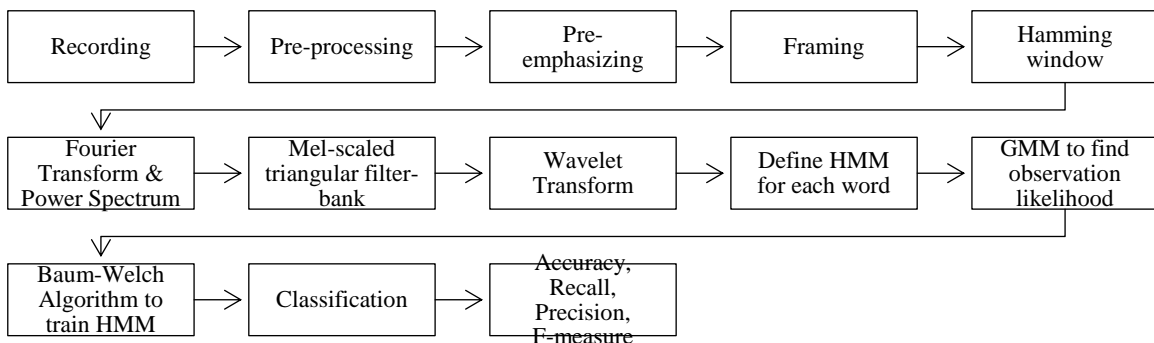 Recording
Pre-processing
Pre-
emphasizing
Framing
Hamming
window
Fourier
Transform &
Power Spectrum
Mel-scaled
triangular filter-
bank
Wavelet
Transform
Define HMM
for each word
GMM to find
observation
likelihood
Baum-Welch
Algorithm to
train HMM
Classification
Accuracy,
Recall,
Precision,
F-measure